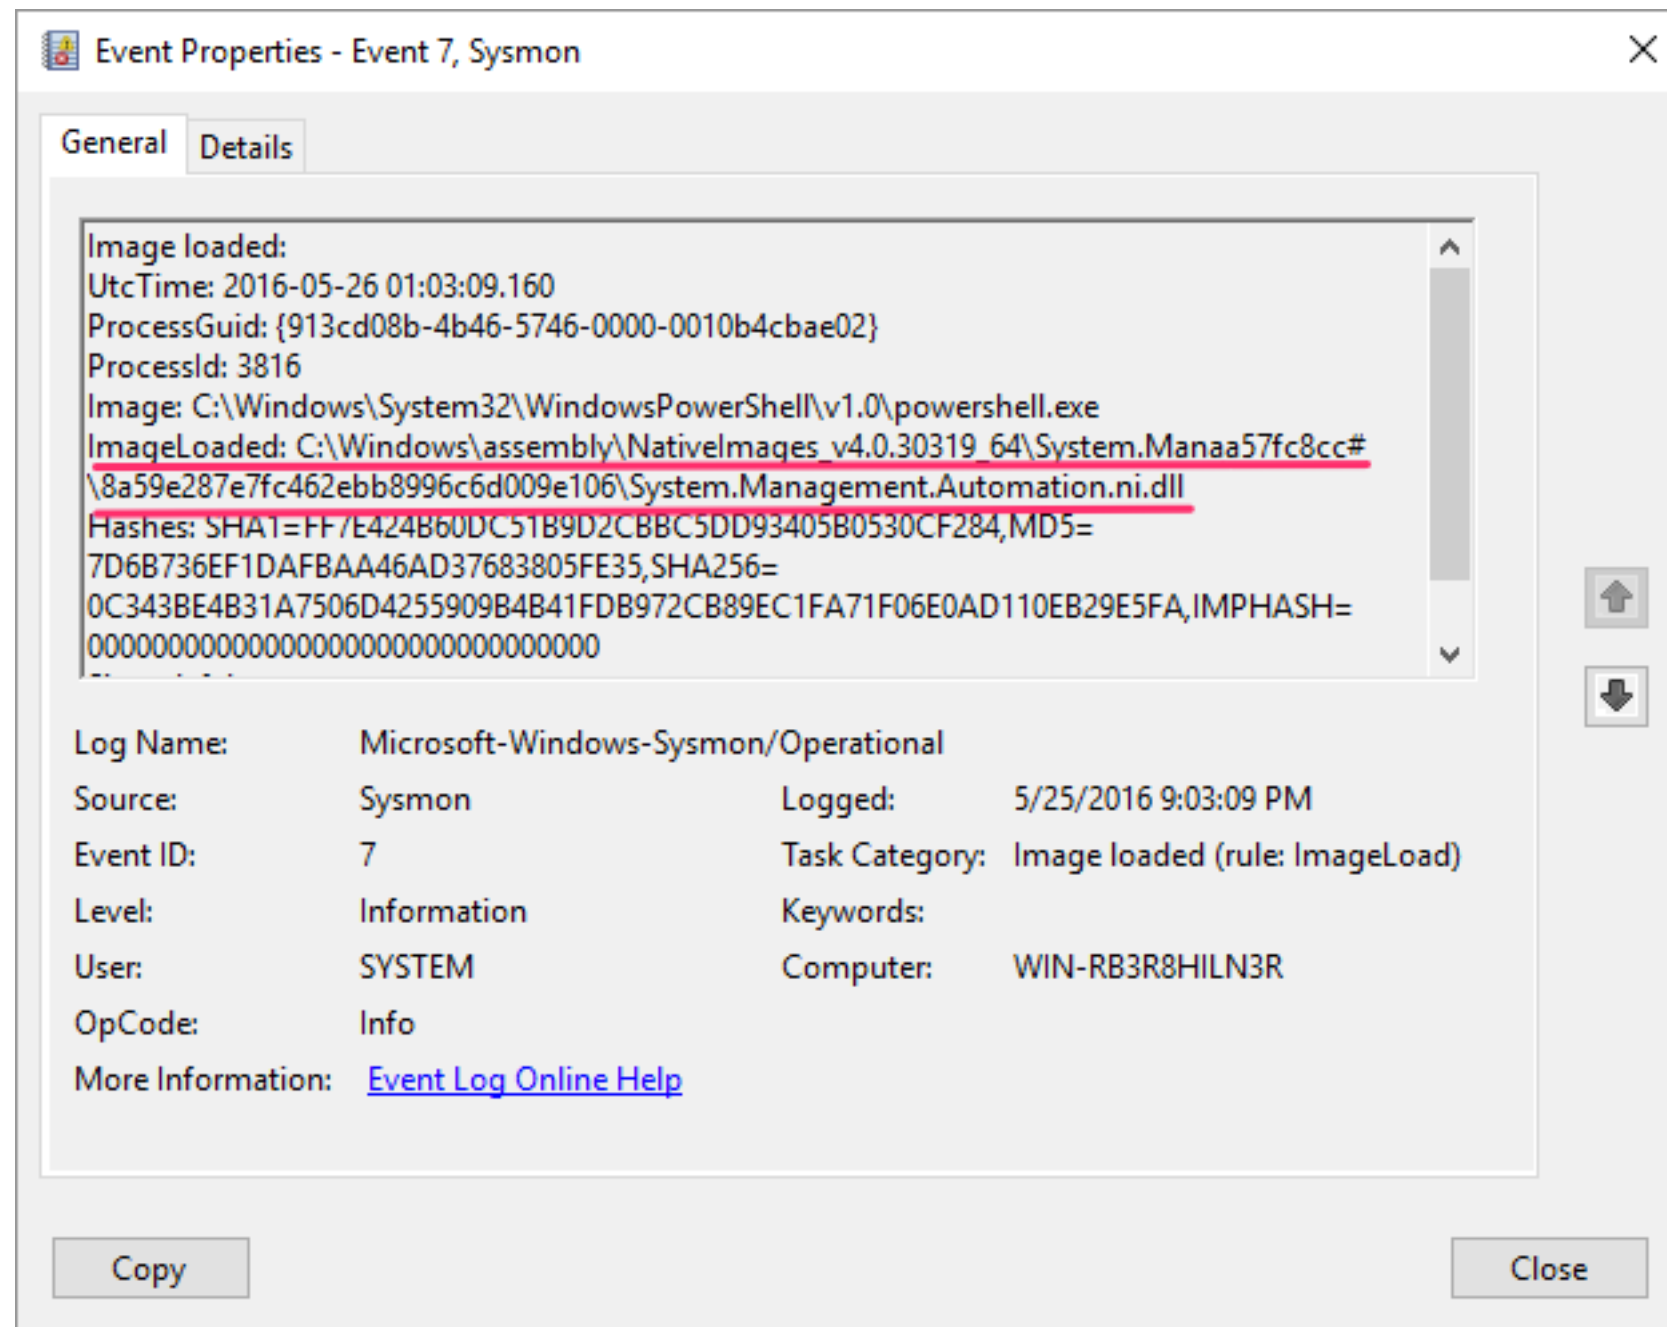 Event Properties - Event 7, Sysmon
General
Details
Image loaded:
UtcTime: 2016-05-26 01:03:09.160
ProcessGuid: {913cd08b-4b46-5746-0000-0010b4cbae02}
ProcessId: 3816
Image: C:\Windows\System32\WindowsPowerShell\v1.0\powershell.exe
ImageLoaded: C:\Windows\assembly\NativeImages_v4.0.30319_64\System.Manaa57fc8cc#
\8a59e287e7fc462ebb8996c6d009e106\System.Management.Automation.ni.dll
Hashes: SHA1=FF7E424B60DC51B9D2CBBC5DD93405B0530CF284,MD5=
7D6B736EF1DAFBAA46AD37683805FE35,SHA256=
0C343BE4B31A7506D4255909B4B41FDB972CB89EC1FA71F06E0AD110EB29E5FA,IMPHASH=
00000000000000000000000000000000
Log Name: Microsoft-Windows-Sysmon/Operational
Source: Sysmon Logged: 5/25/2016 9:03:09 PM
Event ID: 7 Task Category: Image loaded (rule: ImageLoad)
Level: Information Keywords:
User: SYSTEM Computer: WIN-RB3R8HILN3R
OpCode: Info
More Information: Event Log Online Help
Copy
Close